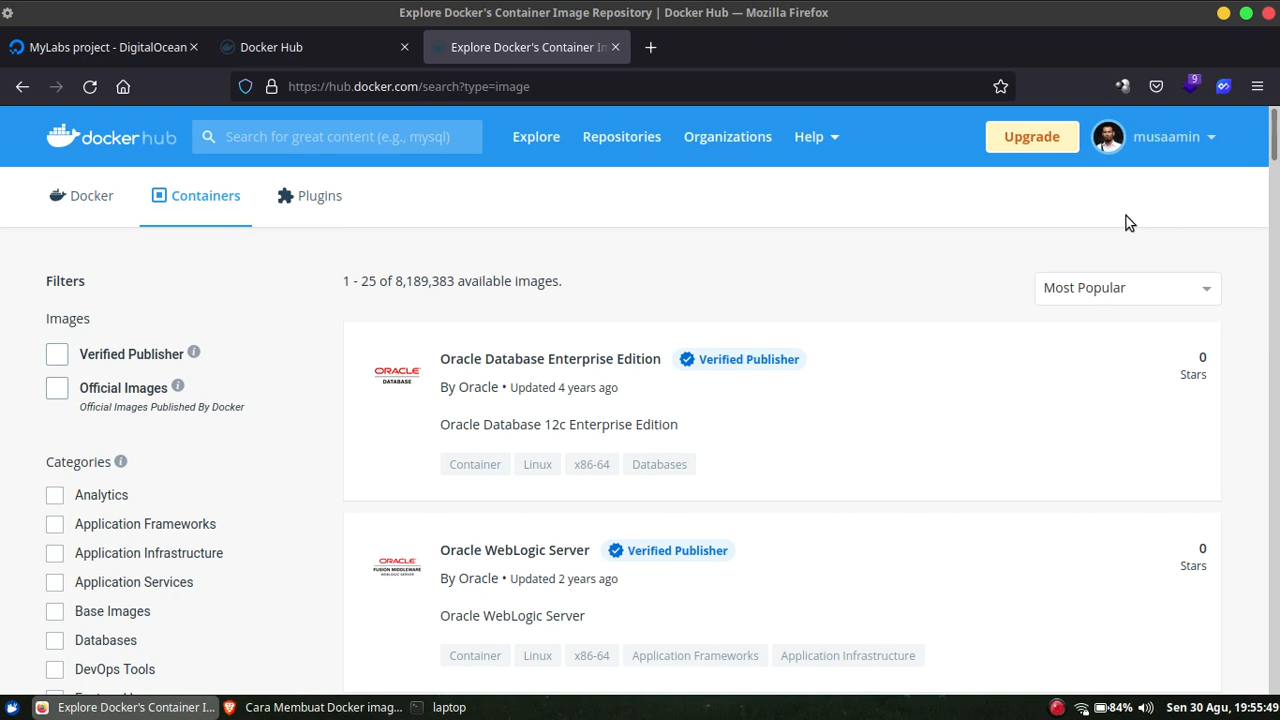 Explore Docker's Container Image Repository | Docker Hub — Mozilla Firefox
MyLabs project - DigitalOcean
Docker Hub
Explore Docker's Container Im
https://hub.docker.com/search?type=image
9
dockerhub
Search for great content (e.g., mysql)
Explore
Repositories
Organizations
Help
Upgrade
musaamin
Docker
Containers
Plugins
Filters
1 - 25 of 8,189,383 available images.
Most Popular
Images
Verified Publisher
Official Images
Official Images Published By Docker
Categories
Analytics
Application Frameworks
Application Infrastructure
Application Services
Base Images
Databases
DevOps Tools
ORACLE
DATABASE
Oracle Database Enterprise Edition
Verified Publisher
0
Stars
By Oracle • Updated 4 years ago
Oracle Database 12c Enterprise Edition
Container
Linux
x86-64
Databases
ORACLE
FUSION MIDDLEWARE
WEBLOGIC SERVER
Oracle WebLogic Server
Verified Publisher
0
Stars
By Oracle • Updated 2 years ago
Oracle WebLogic Server
Container
Linux
x86-64
Application Frameworks
Application Infrastructure
Explore Docker's Container I...
Cara Membuat Docker imag...
laptop
84%
Sen 30 Agu, 19:55:49